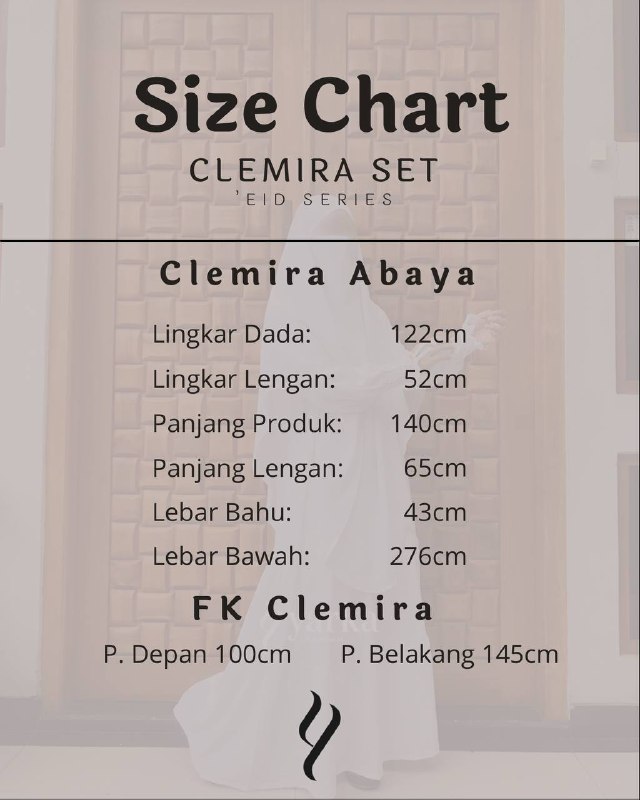 Size Chart
CLEMIRA SET
'EID SERIES
Clemira Abaya
Lingkar Dada: 122cm
Lingkar Lengan: 52cm
Panjang Produk: 140cm
Panjang Lengan: 65cm
Lebar Bahu: 43cm
Lebar Bawah: 276cm
FK Clemira
P. Depan 100cm P. Belakang 145cm